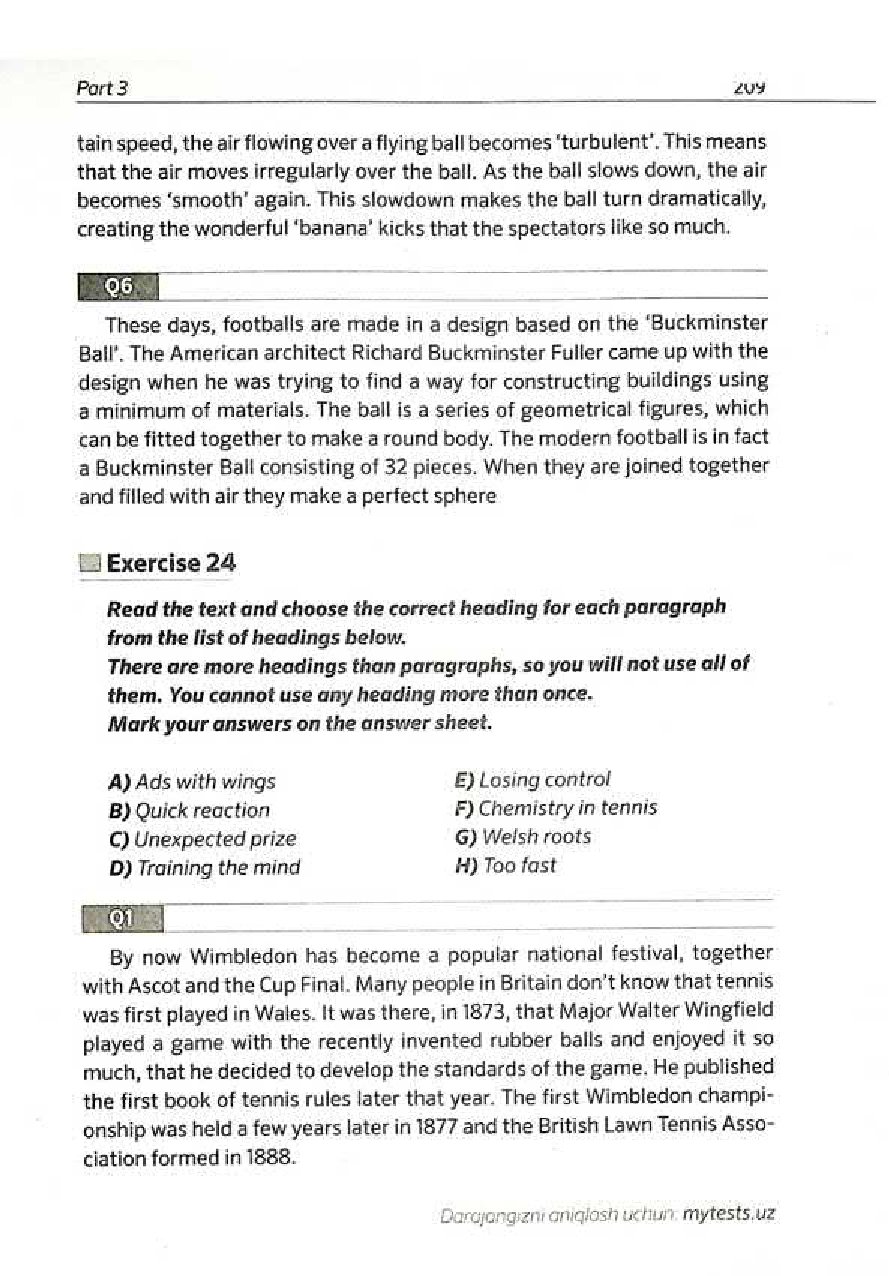 Part 3
209
tain speed, the air flowing over a flying ball becomes ‘turbulent’. This means
that the air moves irregularly over the ball. As the ball slows down, the air
becomes ‘smooth’ again. This slowdown makes the ball turn dramatically,
creating the wonderful ‘banana’ kicks that the spectators like so much.
Q6
These days, footballs are made in a design based on the ‘Buckminster
Ball’. The American architect Richard Buckminster Fuller came up with the
design when he was trying to find a way for constructing buildings using
a minimum of materials. The ball is a series of geometrical figures, which
can be fitted together to make a round body. The modern football is in fact
a Buckminster Ball consisting of 32 pieces. When they are joined together
and filled with air they make a perfect sphere
Exercise 24
Read the text and choose the correct heading for each paragraph
from the list of headings below.
There are more headings than paragraphs, so you will not use all of
them. You cannot use any heading more than once.
Mark your answers on the answer sheet.
A) Ads with wings
B) Quick reaction
C) Unexpected prize
D) Training the mind
E) Losing control
F) Chemistry in tennis
G) Welsh roots
H) Too fast
Q1
By now Wimbledon has become a popular national festival, together
with Ascot and the Cup Final. Many people in Britain don’t know that tennis
was first played in Wales. It was there, in 1873, that Major Walter Wingfield
played a game with the recently invented rubber balls and enjoyed it so
much, that he decided to develop the standards of the game. He published
the first book of tennis rules later that year. The first Wimbledon champi-
onship was held a few years later in 1877 and the British Lawn Tennis Asso-
ciation formed in 1888.
Darajangizni aniqlash uchun: mytests.uz